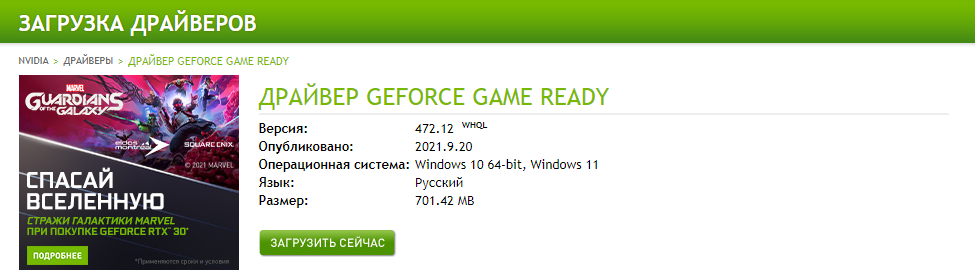 ЗАГРУЗКА ДРАЙВЕРОВ
NVIDIA > ДРАЙВЕРЫ > ДРАЙВЕР GEFORCE GAME READY
MARVEL
GUARDIANS
OF THE
GALAXY
eidos montréal
SQUARE ENIX
© 2021 MARVEL
СПАСАЙ
ВСЕЛЕННУЮ
СТРАЖИ ГАЛАКТИКИ MARVEL
ПРИ ПОКУПКЕ GEFORCE RTX™ 30*
ПОДРОБНЕЕ
*Применяются сроки и условия
ДРАЙВЕР GEFORCE GAME READY
Версия: 472.12 WHQL
Опубликовано: 2021.9.20
Операционная система: Windows 10 64-bit, Windows 11
Язык: Русский
Размер: 701.42 MB
ЗАГРУЗИТЬ СЕЙЧАС